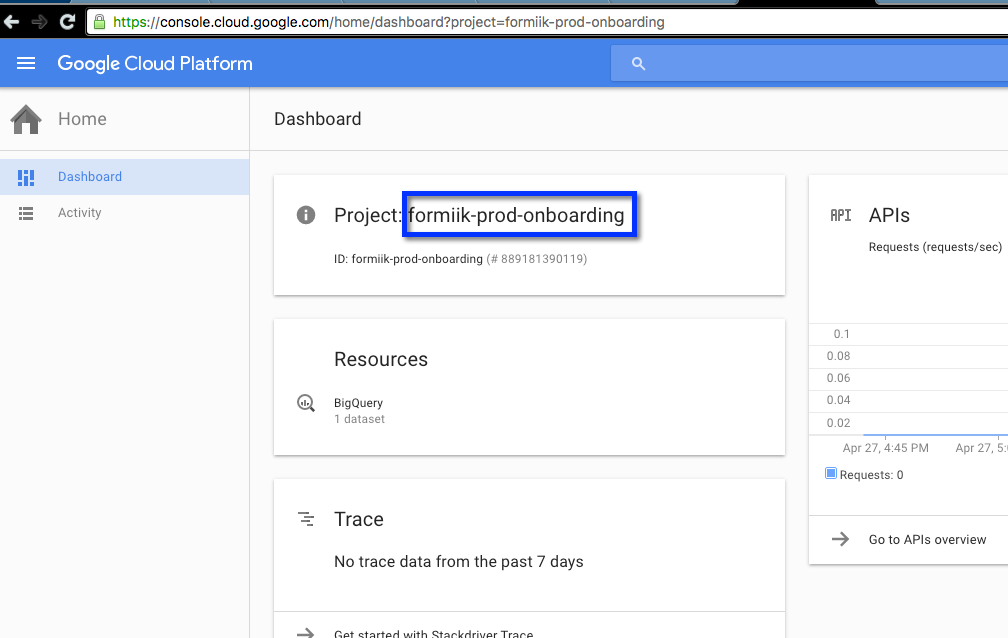 https://console.cloud.google.com/home/dashboard?project=formiik-prod-onboarding
Google Cloud Platform
Home
Dashboard
Dashboard
Activity
Project: formiik-prod-onboarding
ID: formiik-prod-onboarding (# 889181390119)
Resources
BigQuery
1 dataset
Trace
No trace data from the past 7 days
Get started with Stackdriver Trace
API APIs
Requests (requests/sec)
0.1
0.08
0.06
0.04
0.02
Apr 27, 4:45 PM Apr 27, 5:
Requests: 0
Go to APIs overview